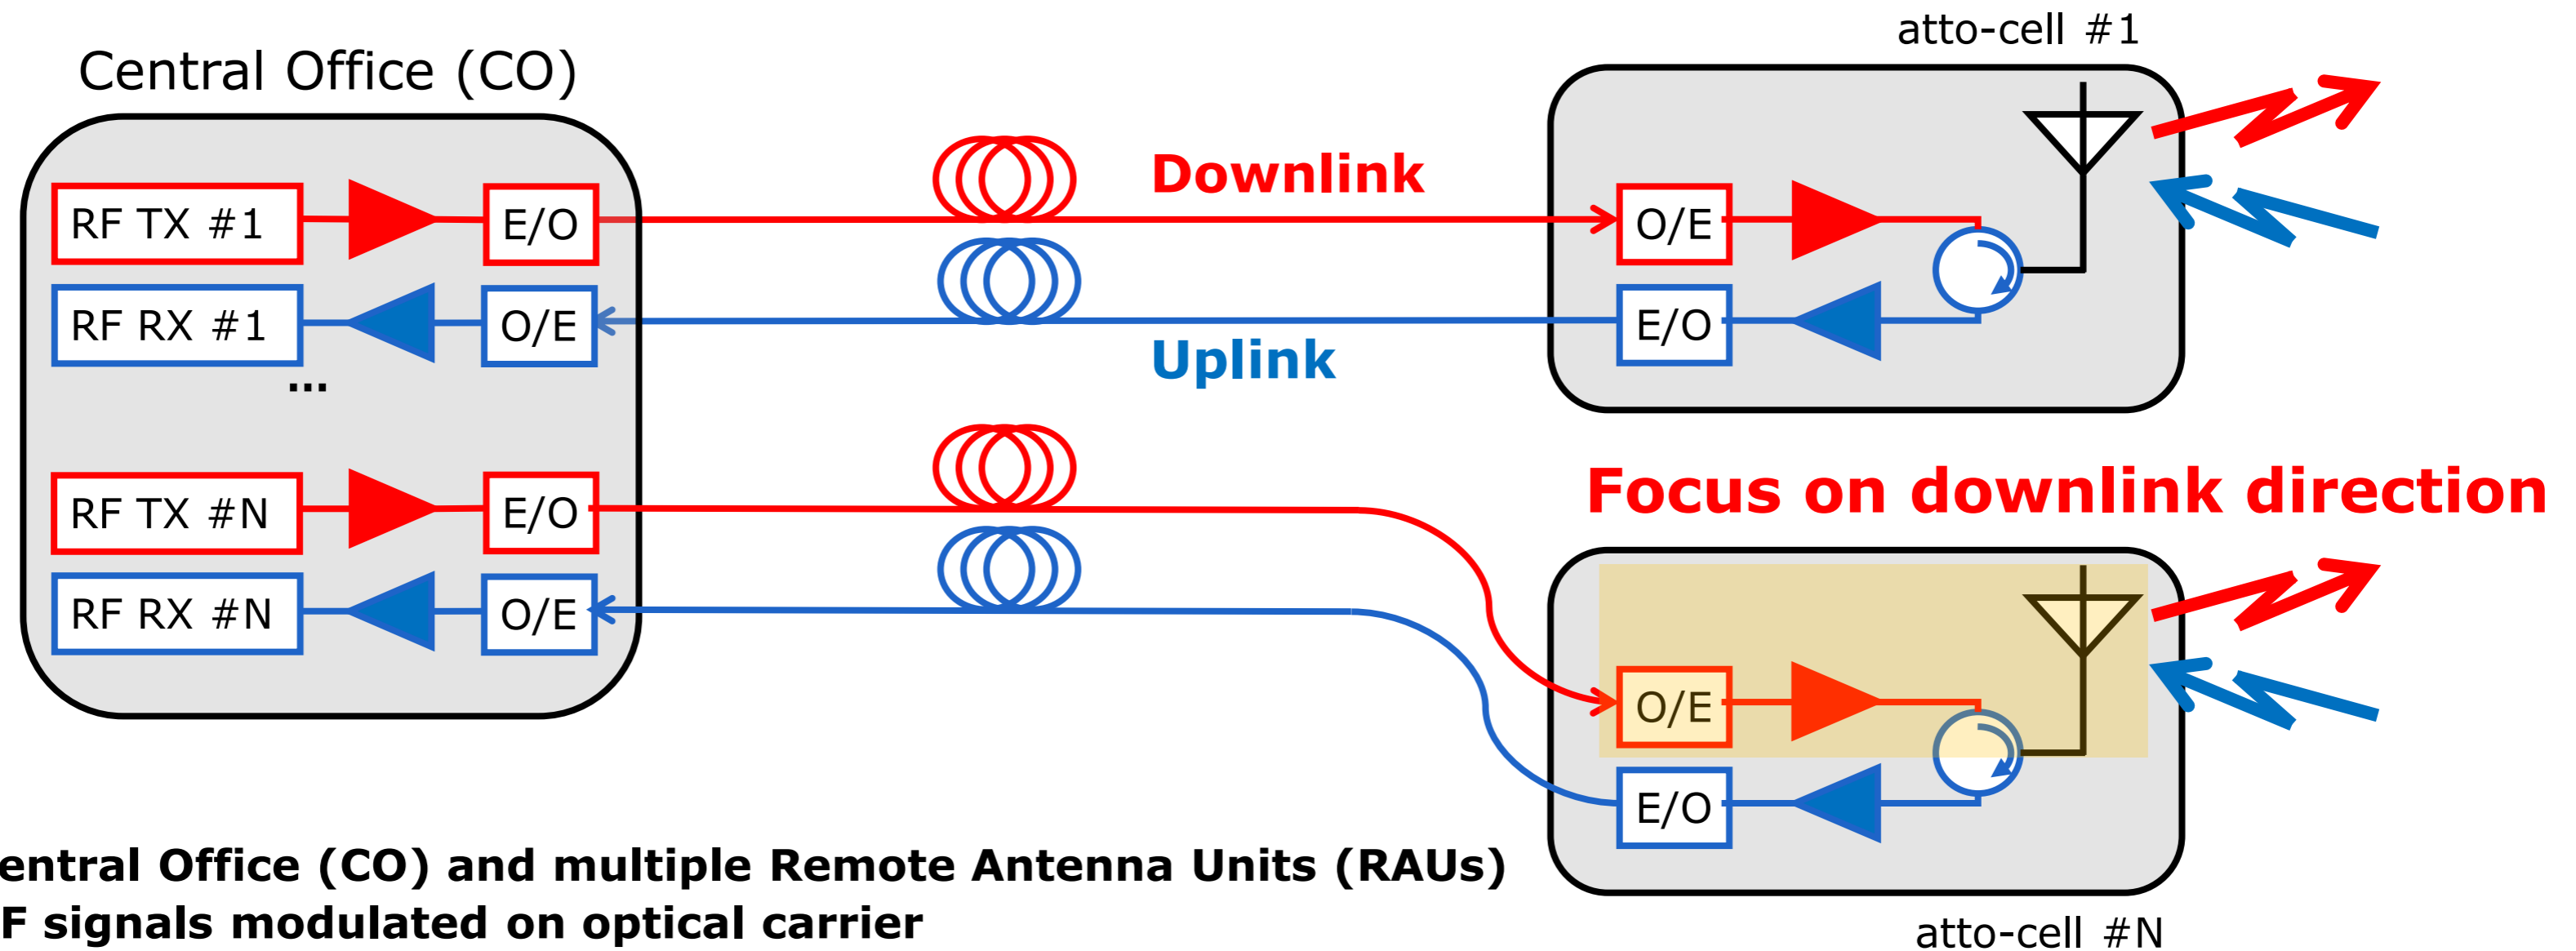 atto-cell #1
Central Office (CO)
Downlink
RF TX #1
E/O
O/E
RF RX #1
O/E
E/O
Uplink
...
Focus on downlink direction
RF TX #N
E/O
RF RX #N
O/E
O/E
E/O
entral Office (CO) and multiple Remote Antenna Units (RAUs)
F signals modulated on optical carrier
atto-cell #N